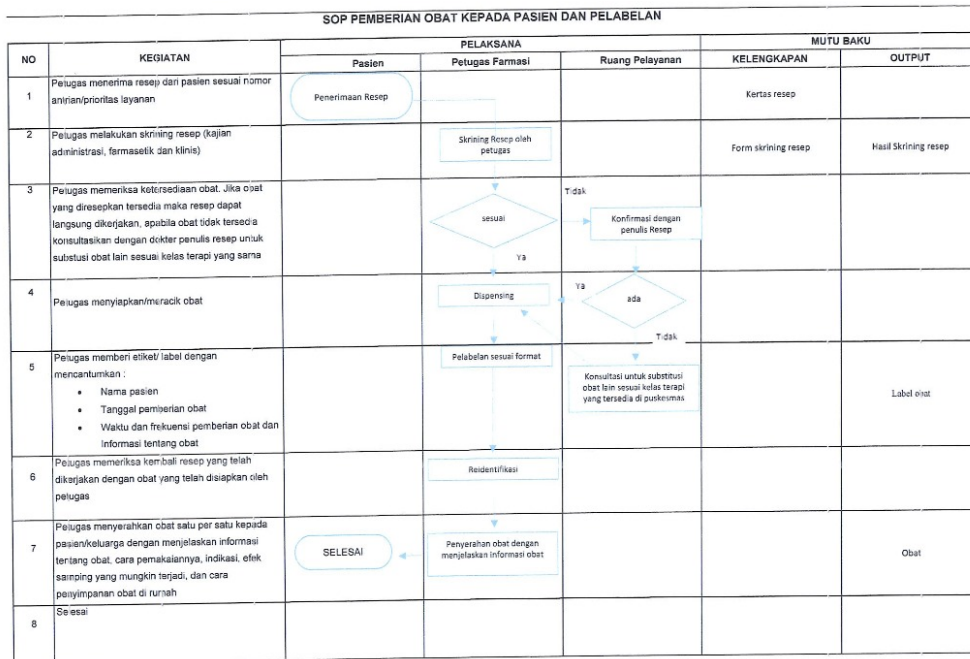 SOP PEMBERIAN OBAT KEPADA PASIEN DAN PELABELAN
NO
KEGIATAN
PELAKSANA
MUTU BAKU
Pasien
Petugas Farmasi
Ruang Pelayanan
KELENGKAPAN
OUTPUT
1
Petugas menerima resep dari pasien sesuai nomor
antrian/prioritas layanan
Penerimaan Resep
Kertas resep
2
Petugas melakukan skrining resep (kajian
administrasi, farmasetik dan klinis)
Skrining Resep oleh
petugas
Form skrining resep
Hasil Skrining resep
3
Petugas memeriksa ketersediaan obat. Jika obat
yang diresepkan tersedia maka resep dapat
langsung dikerjakan, apabila obat tidak tersedia
konsultasikan dengan dokter penulis resep untuk
substusi obat lain sesuai kelas terapi yang sama
sesuai
Tidak
Konfirmasi dengan
penulis Resep
Ya
4
Petugas menyiapkan/meracik obat
Dispensing
Ya
ada
Tidak
5
Petugas memberi etiket/ label dengan
mencantumkan :
• Nama pasien
• Tanggal pemberian obat
• Waktu dan frekuensi pemberian obat dan
Informasi tentang obat
Pelabelan sesuai format
Konsultasi untuk substitusi
obat lain sesuai kelas terapi
yang tersedia di puskesmas
Label obat
6
Petugas memeriksa kembali resep yang telah
dikerjakan dengan obat yang telah disiapkan oleh
petugas
Reidentifikasi
7
Petugas menyerahkan obat satu per satu kepada
pasien/keluarga dengan menjelaskan informasi
tentang obat, cara pemakaiannya, indikasi, efek
samping yang mungkin terjadi, dan cara
penyimpanan obat di rumah
SELESAI
Penyerahan obat dengan
menjelaskan informasi obat
Obat
8
Selesai